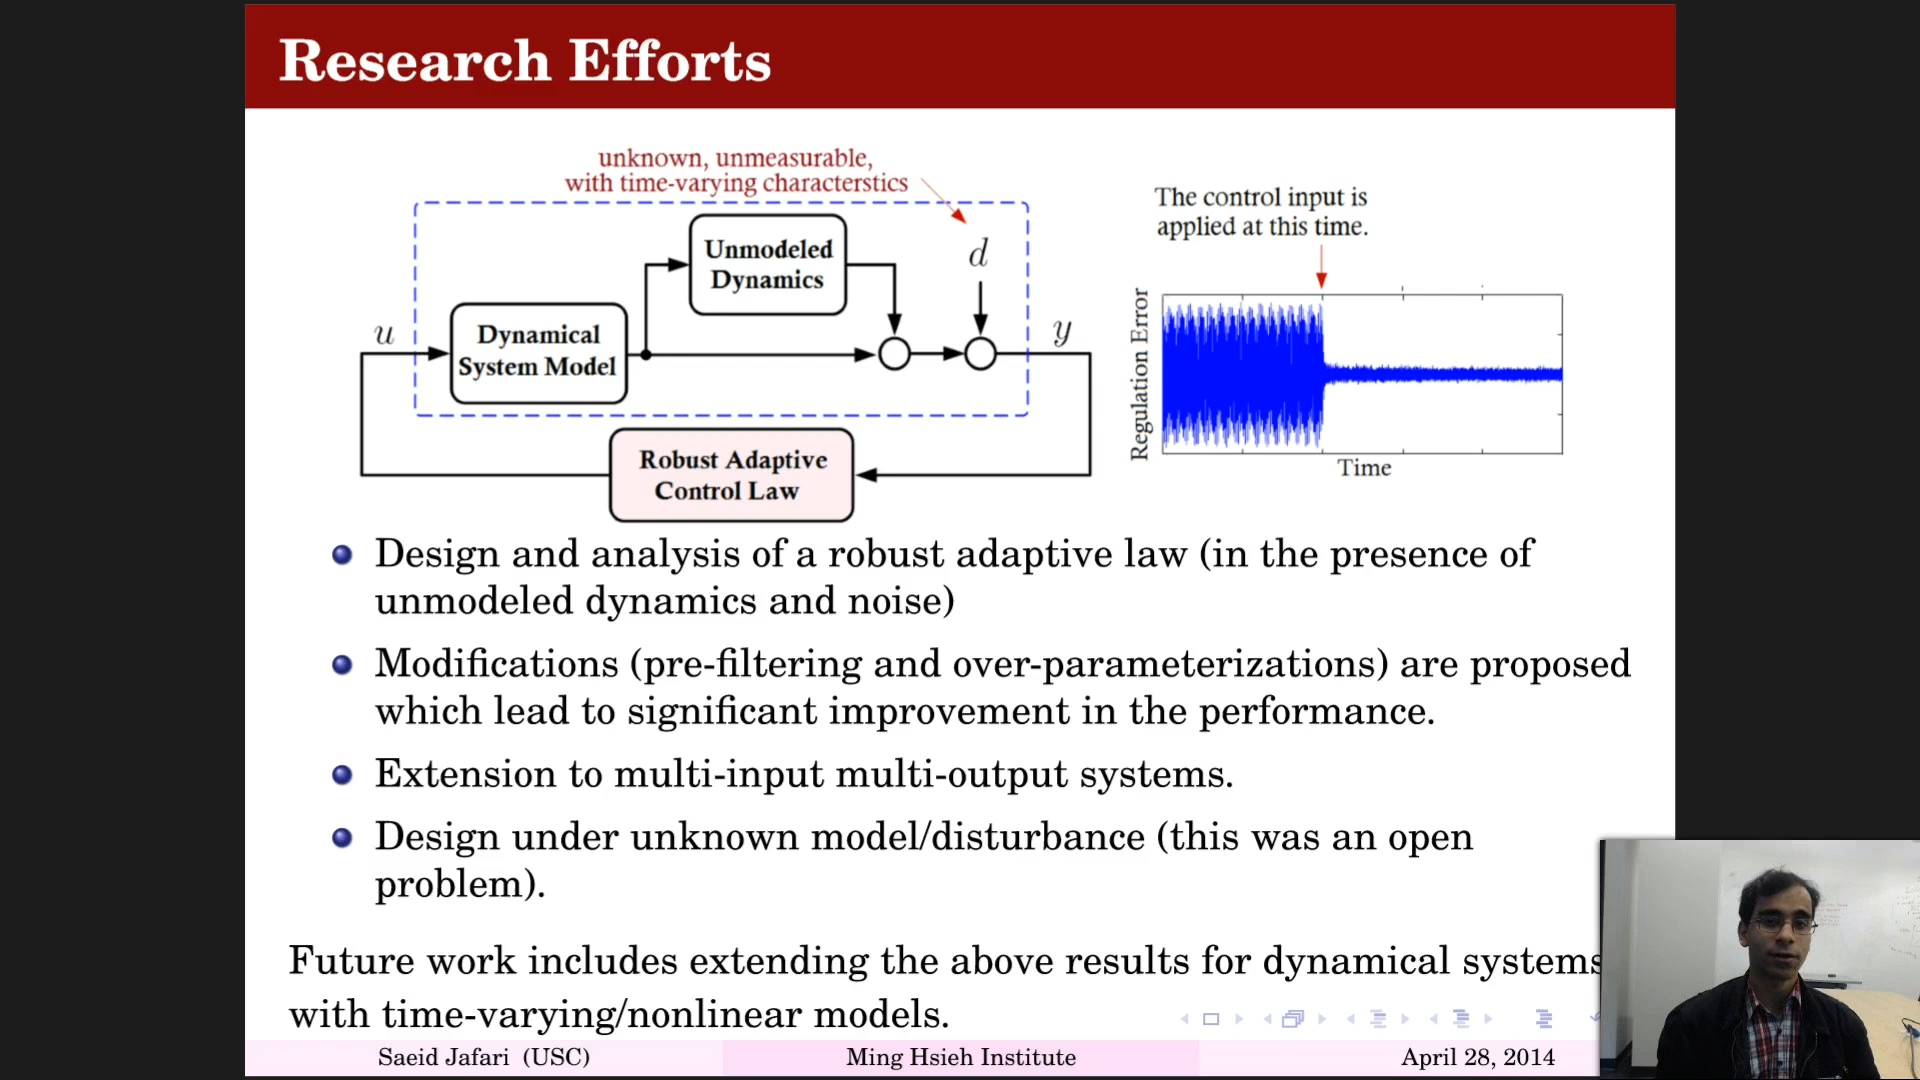 Research Efforts
unknown, unmeasurable,
with time-varying characterstics
The control input is
applied at this time.
Unmodeled
Dynamics
d
u
Dynamical
System Model
y
Regulation Error
Time
Robust Adaptive
Control Law
Design and analysis of a robust adaptive law (in the presence of
unmodeled dynamics and noise)
Modifications (pre-filtering and over-parameterizations) are proposed
which lead to significant improvement in the performance.
Extension to multi-input multi-output systems.
Design under unknown model/disturbance (this was an open
problem).
Future work includes extending the above results for dynamical systems
with time-varying/nonlinear models.
Saeid Jafari (USC)
Ming Hsieh Institute
April 28, 2014